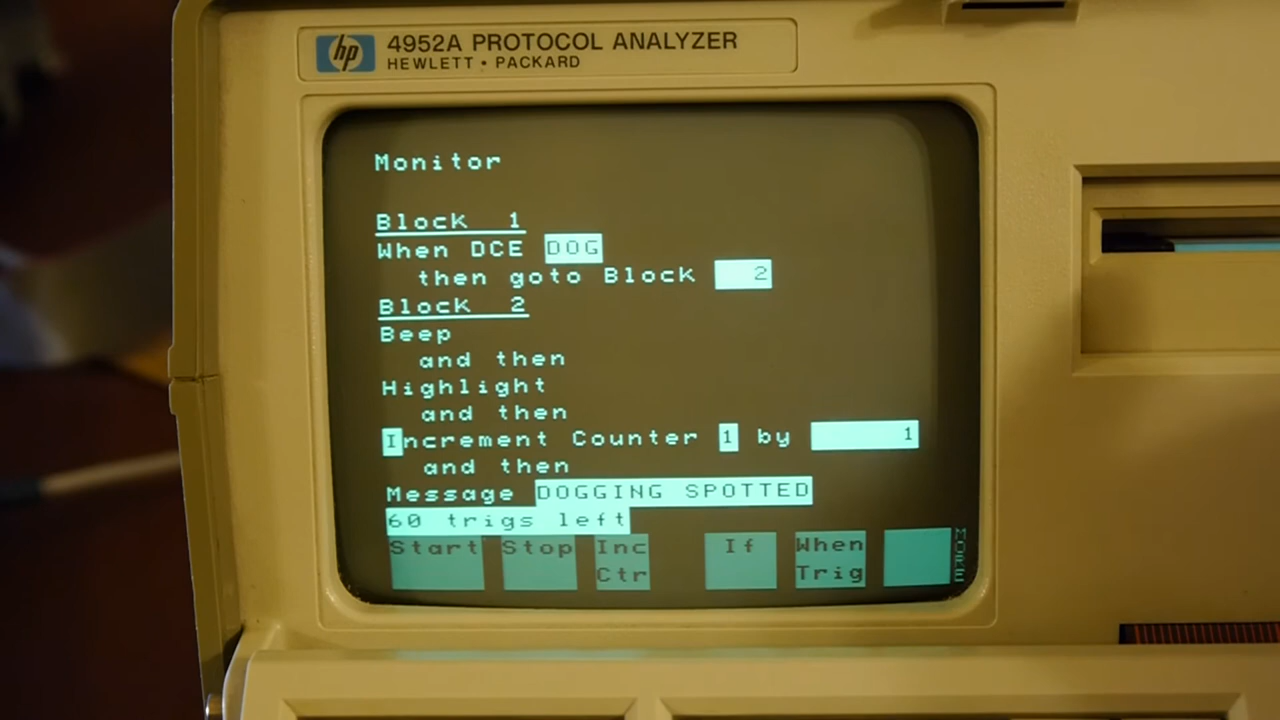 hp 4952A PROTOCOL ANALYZER
HEWLETT • PACKARD
Monitor
Block 1
When DCE DOG
then goto Block 2
Block 2
Beep
and then
Highlight
and then
Increment Counter 1 by 1
and then
Message DOGGING SPOTTED
60 trigs left
Start Stop Inc Ctr If When Trig MORE